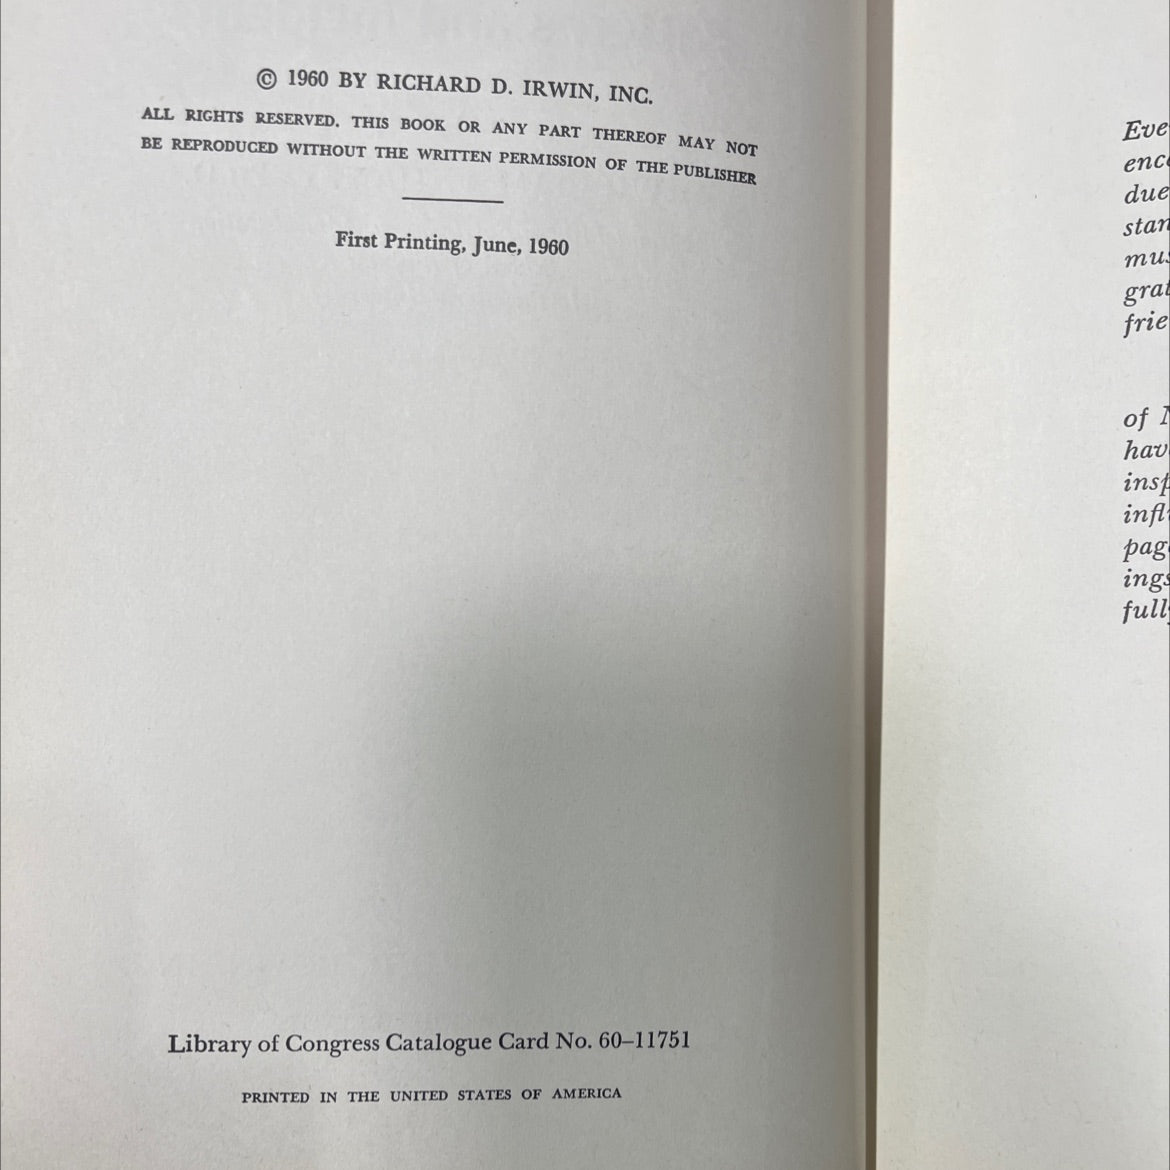 © 1960 BY RICHARD D. IRWIN, INC.
ALL RIGHTS RESERVED. THIS BOOK OR ANY PART THEREOF MAY NOT
BE REPRODUCED WITHOUT THE WRITTEN PERMISSION OF THE PUBLISHER
First Printing, June, 1960
Library of Congress Catalogue Card No. 60–11751
PRINTED IN THE UNITED STATES OF AMERICA
due
of